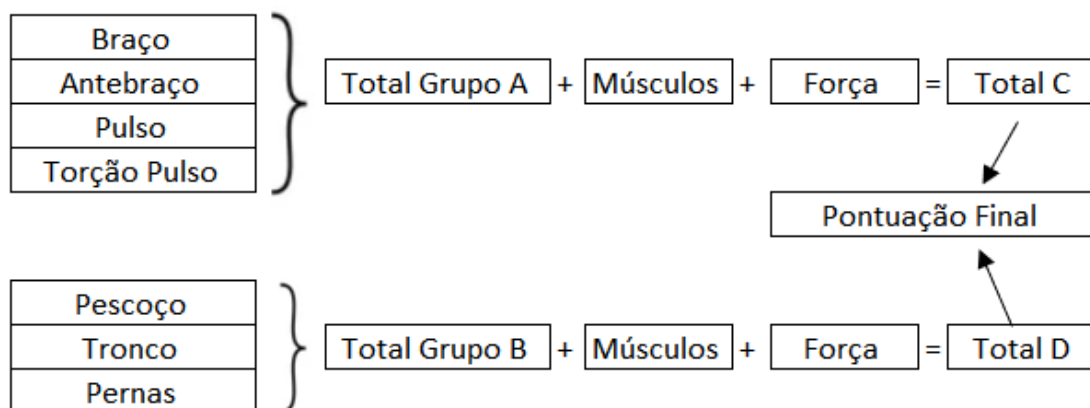 Braço
Antebraço
Pulso
Torção Pulso
Total Grupo A + Músculos + Força = Total C
Pontuação Final
Pescoço
Tronco
Pernas
Total Grupo B + Músculos + Força = Total D